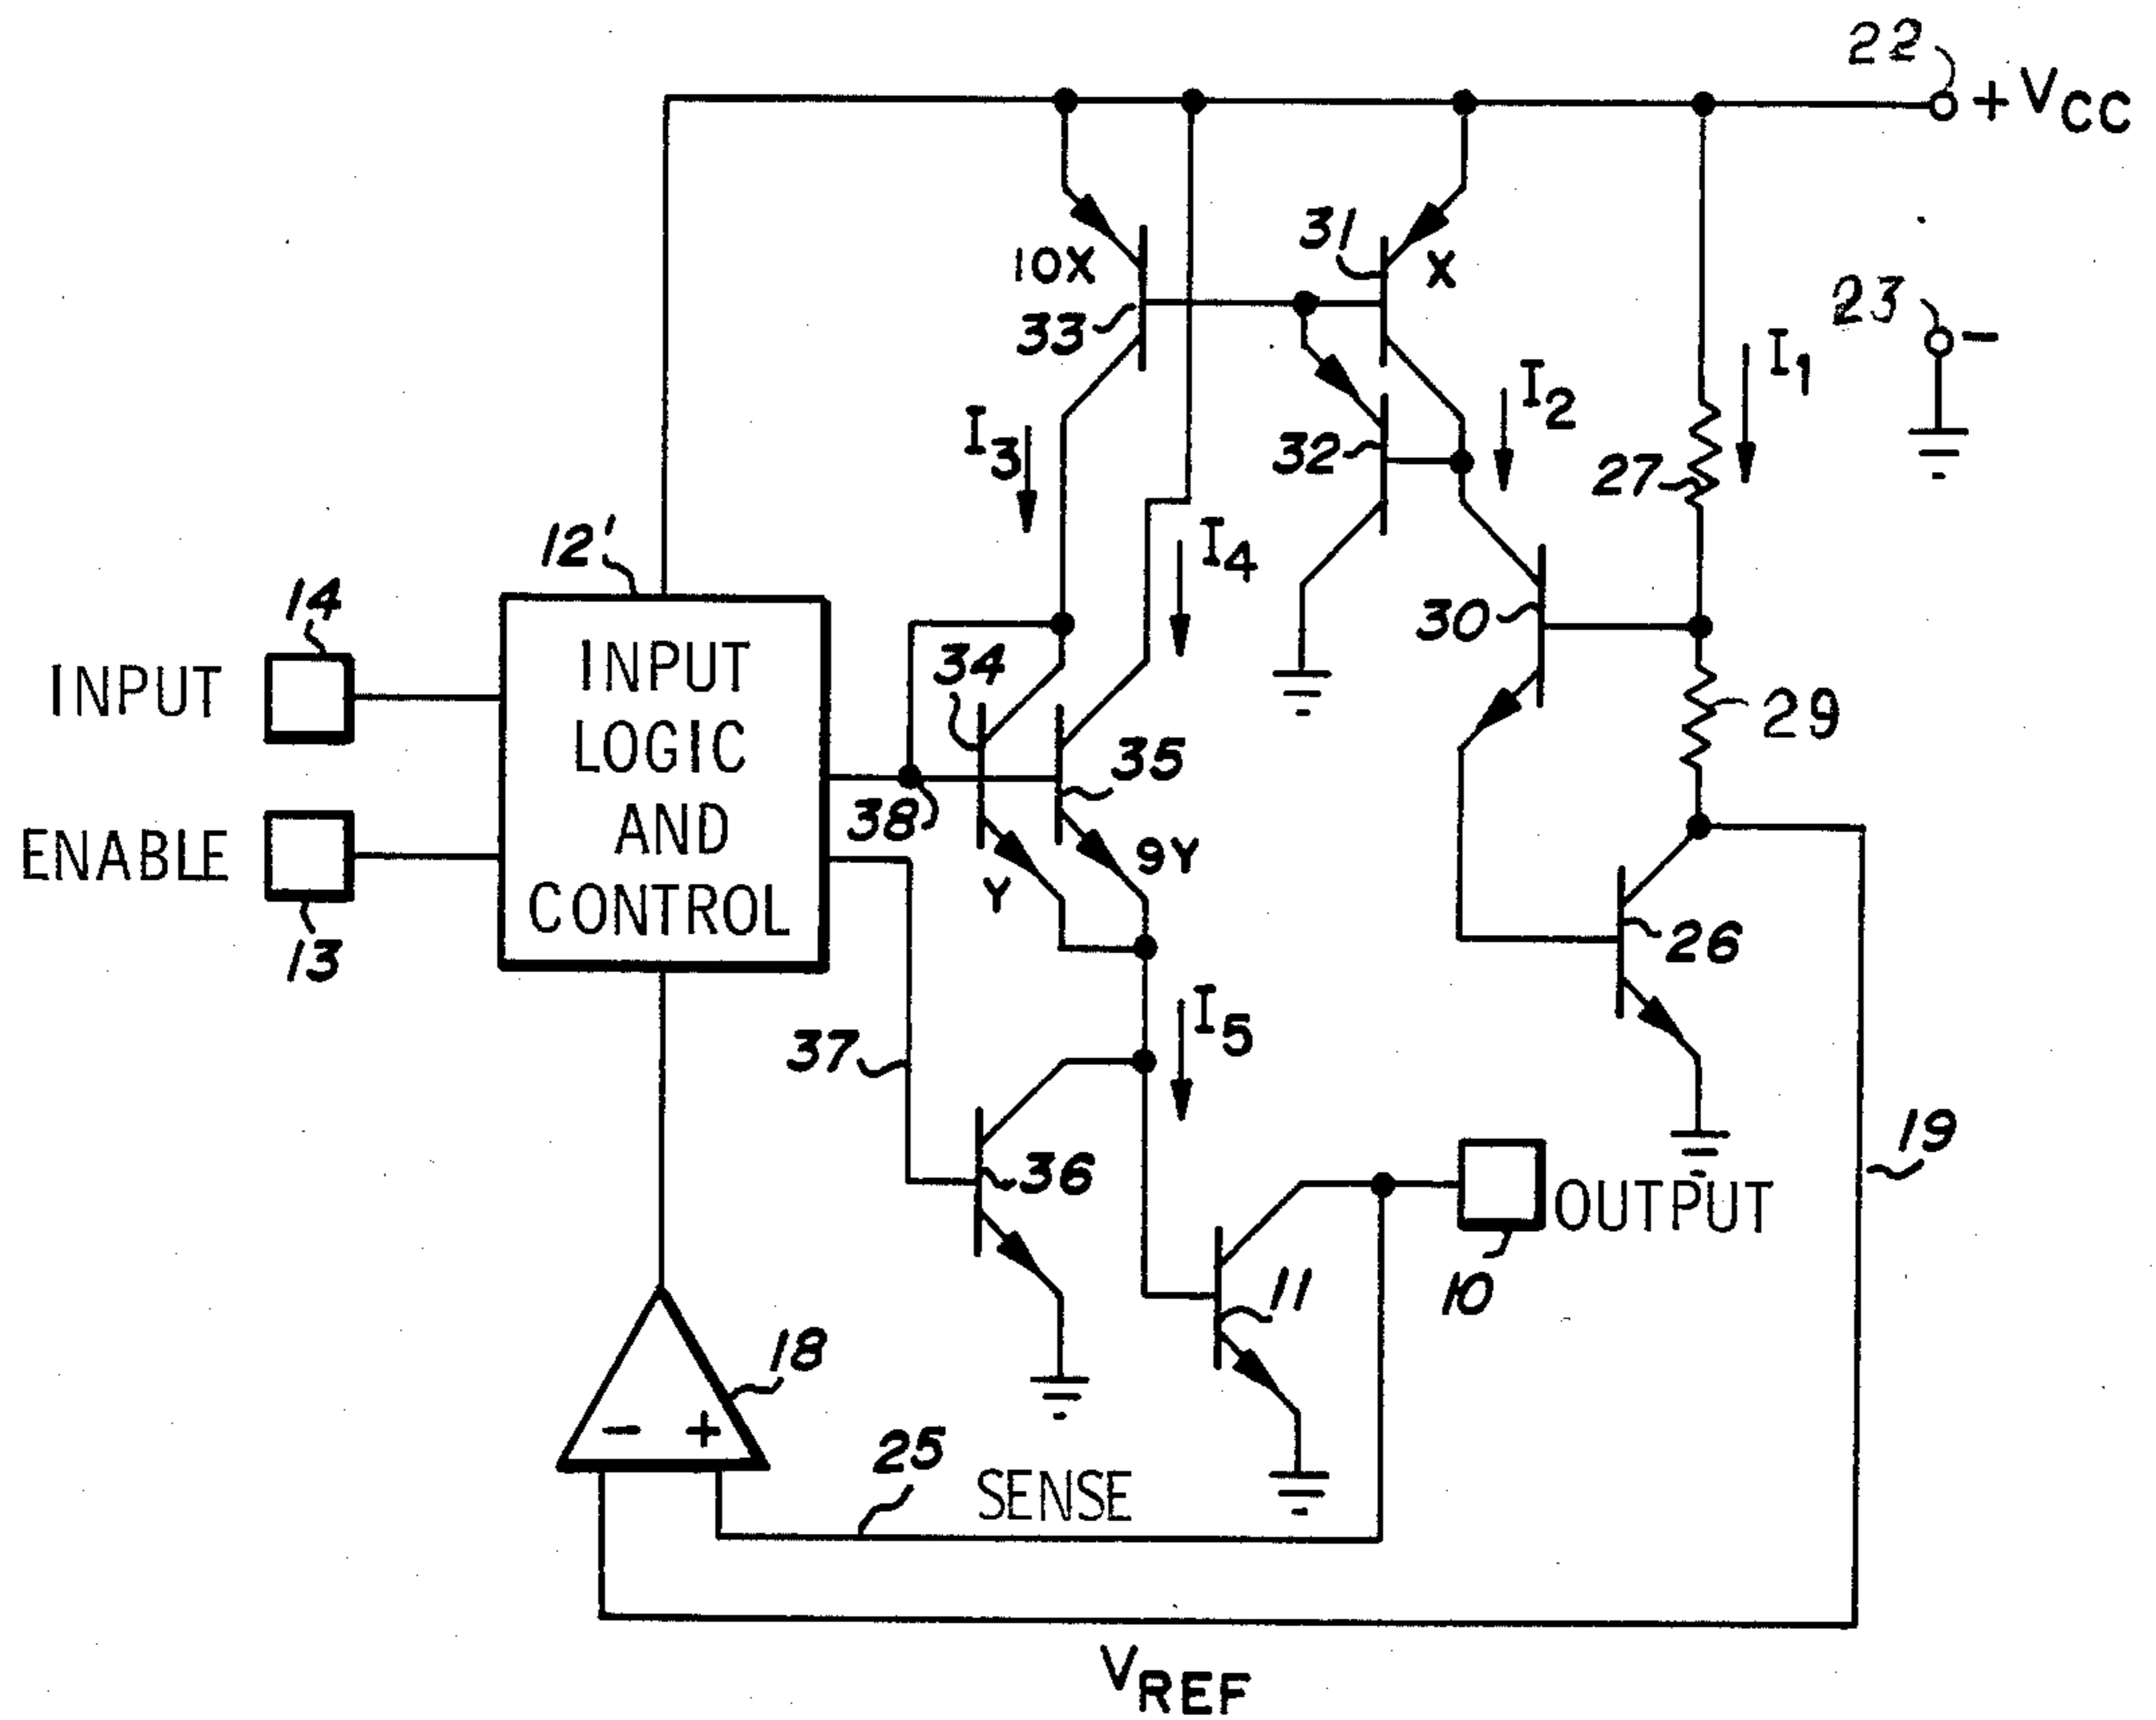 22
+VCC
31
10X
X
23
-
33
I1
I2
I3
32
27
12'
I4
14
30
INPUT
INPUT
LOGIC
AND
CONTROL
34
29
35
38
ENABLE
9Y
Y
26
13
I5
37
19
36
OUTPUT
11
10
18
- +
25
SENSE
VREF